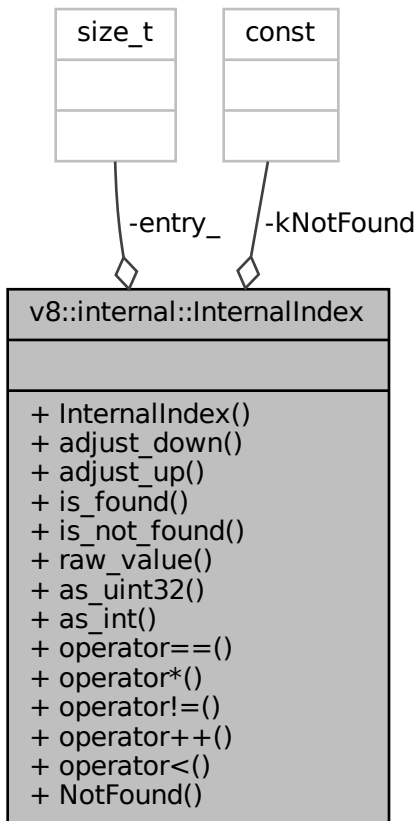 size_t
const
-entry_
-kNotFound
v8::internal::InternalIndex
+ InternalIndex()
+ adjust_down()
+ adjust_up()
+ is_found()
+ is_not_found()
+ raw_value()
+ as_uint32()
+ as_int()
+ operator==()
+ operator*()
+ operator!=()
+ operator++()
+ operator<()
+ NotFound()